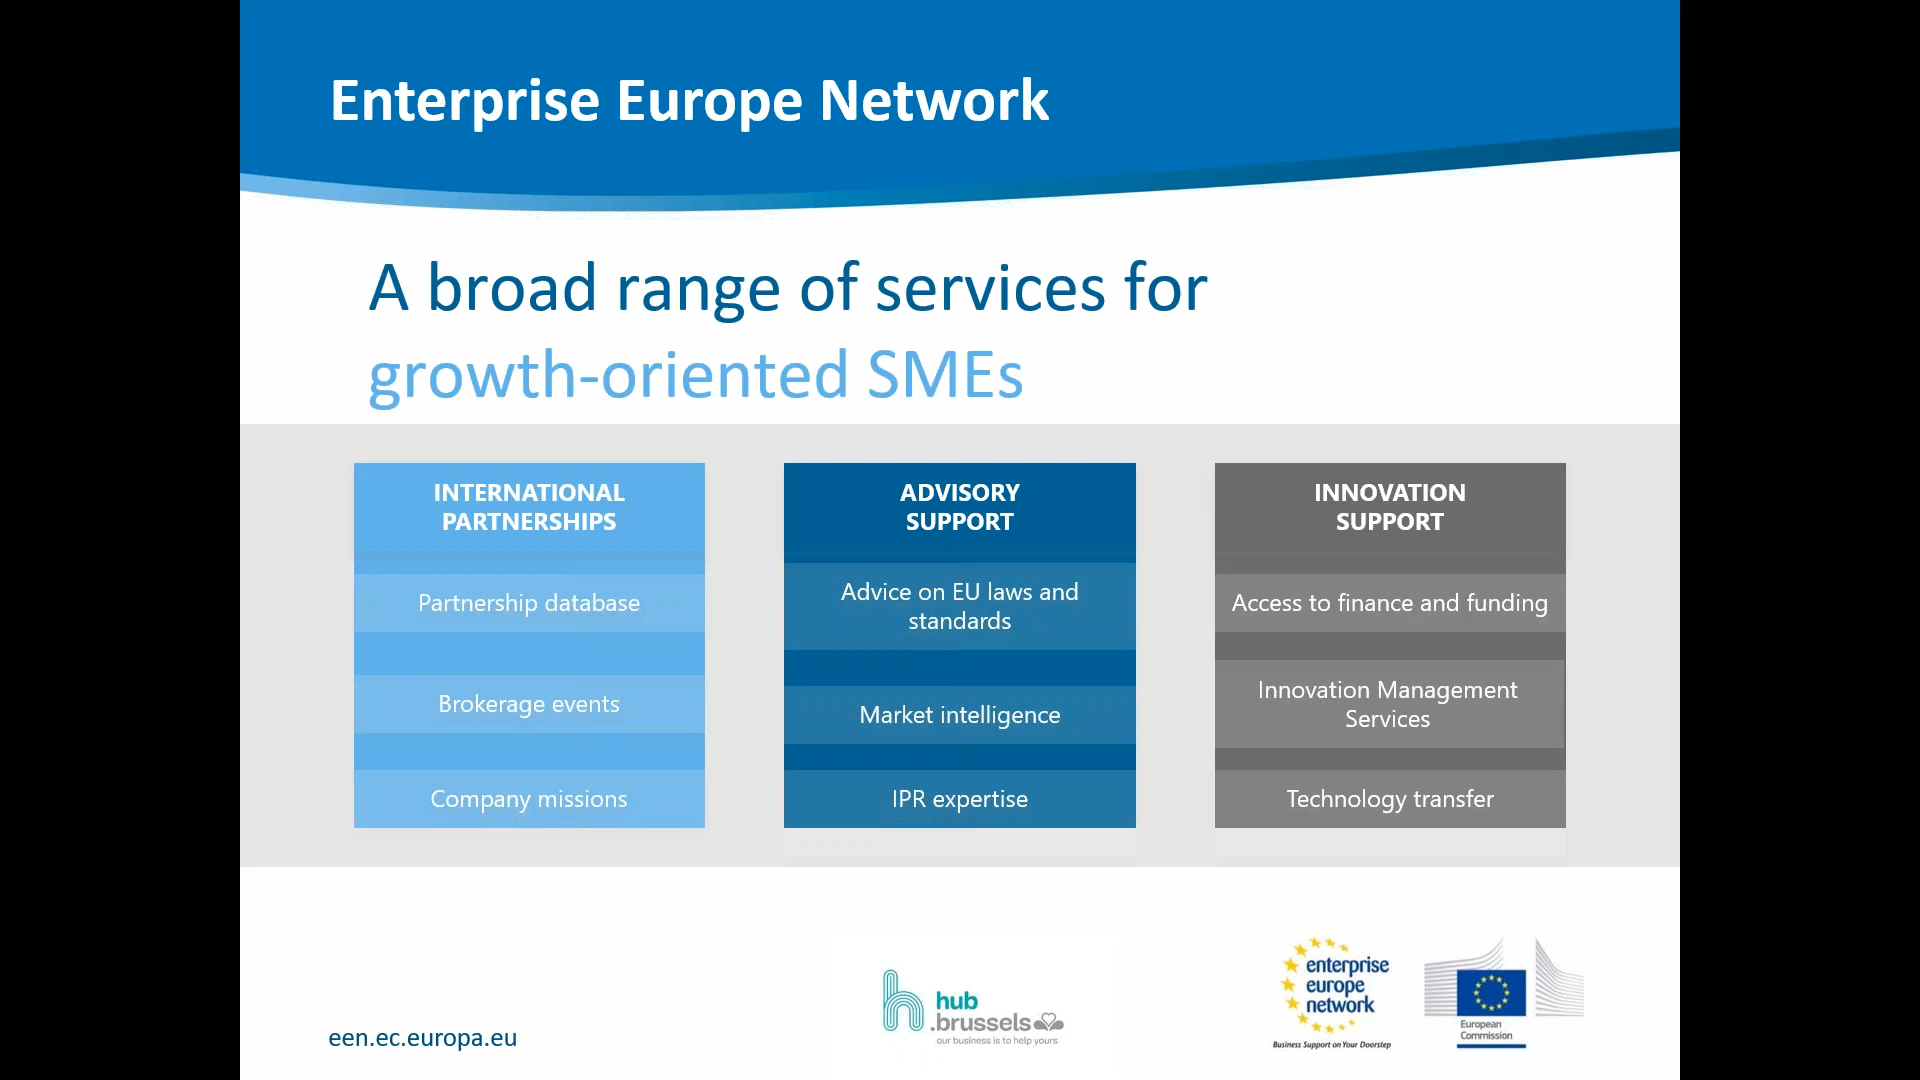 Enterprise Europe Network
A broad range of services for
growth-oriented SMEs
INTERNATIONAL
PARTNERSHIPS
Partnership database
Brokerage events
Company missions
ADVISORY
SUPPORT
Advice on EU laws and
standards
Market intelligence
IPR expertise
INNOVATION
SUPPORT
Access to finance and funding
Innovation Management
Services
Technology transfer
een.ec.europa.eu
hub
.brussels
our business is to help yours
enterprise
europe
network
Business Support on Your Doorstep
European
Commission